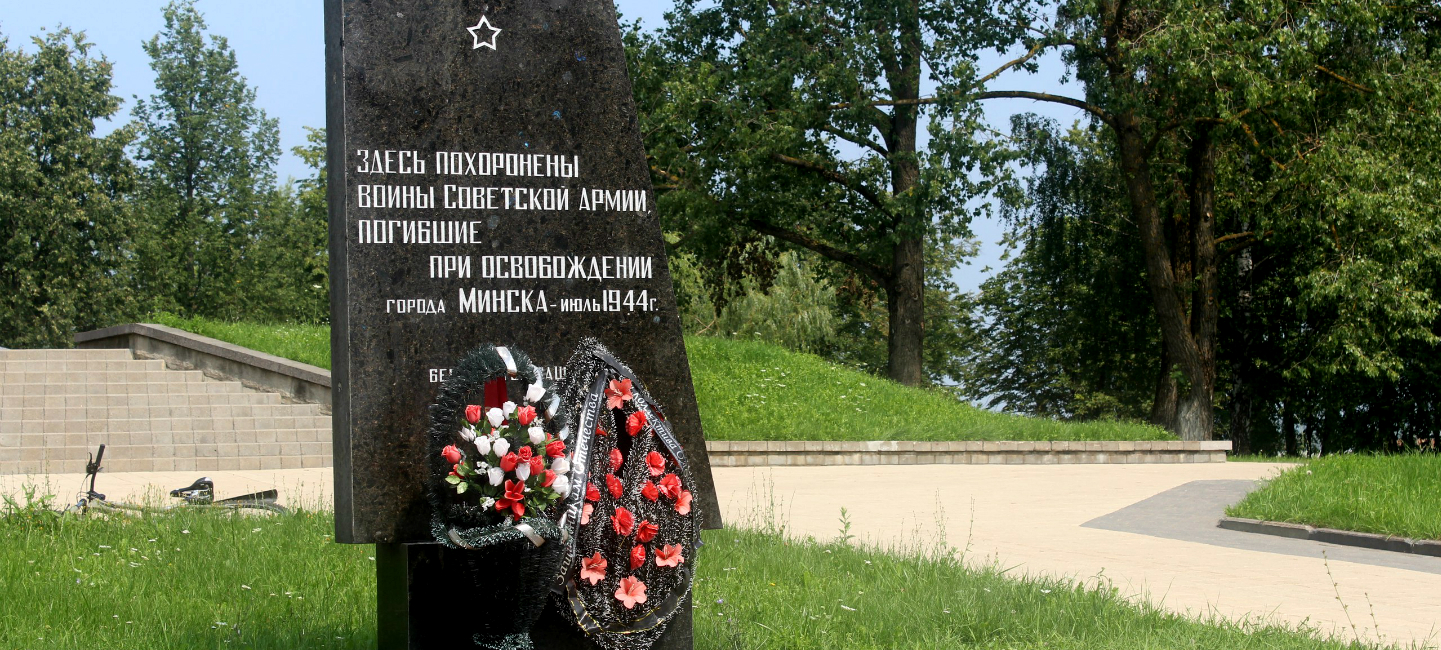 ЗДЕСЬ ПОХОРОНЕНЫ
ВОИНЫ СОВЕТСКОЙ АРМИИ,
ПОГИБШИЕ
ПРИ ОСВОБОЖДЕНИИ
ГОРОДА МИНСКА - ИЮЛЬ 1944 г.